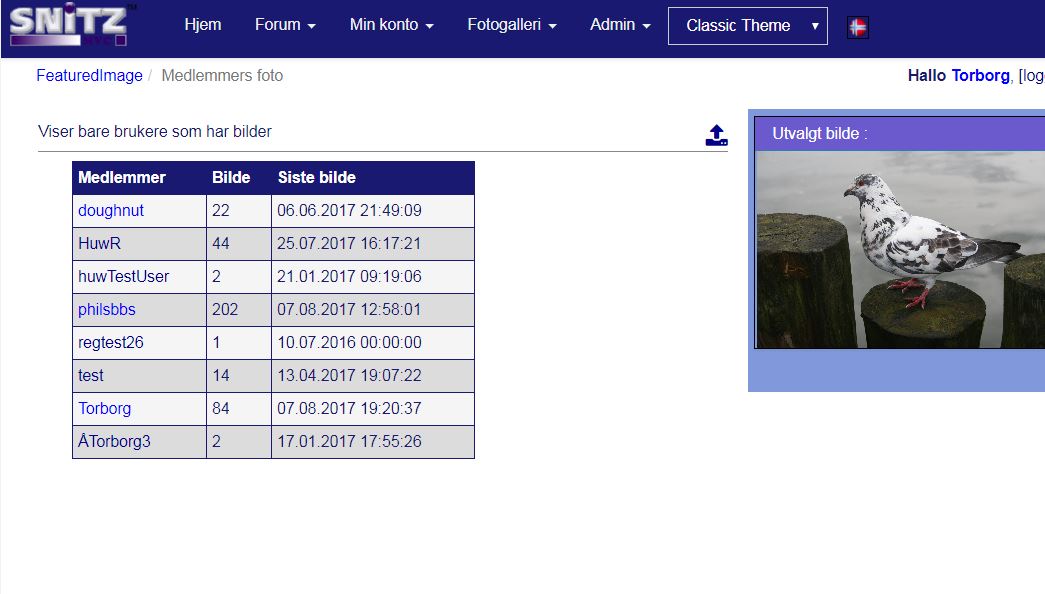 SNiTZ™
Hjem Forum Min konto Fotogalleri Admin Classic Theme
FeaturedImage / Medlemmers foto
Hallo Torborg, [log
Viser bare brukere som har bilder
Utvalgt bilde :
Medlemmer Bilde Siste bilde
doughnut 22 06.06.2017 21:49:09
HuwR 44 25.07.2017 16:17:21
huwTestUser 2 21.01.2017 09:19:06
philsbbs 202 07.08.2017 12:58:01
regtest26 1 10.07.2016 00:00:00
test 14 13.04.2017 19:07:22
Torborg 84 07.08.2017 19:20:37
ÅTorborg3 2 17.01.2017 17:55:26